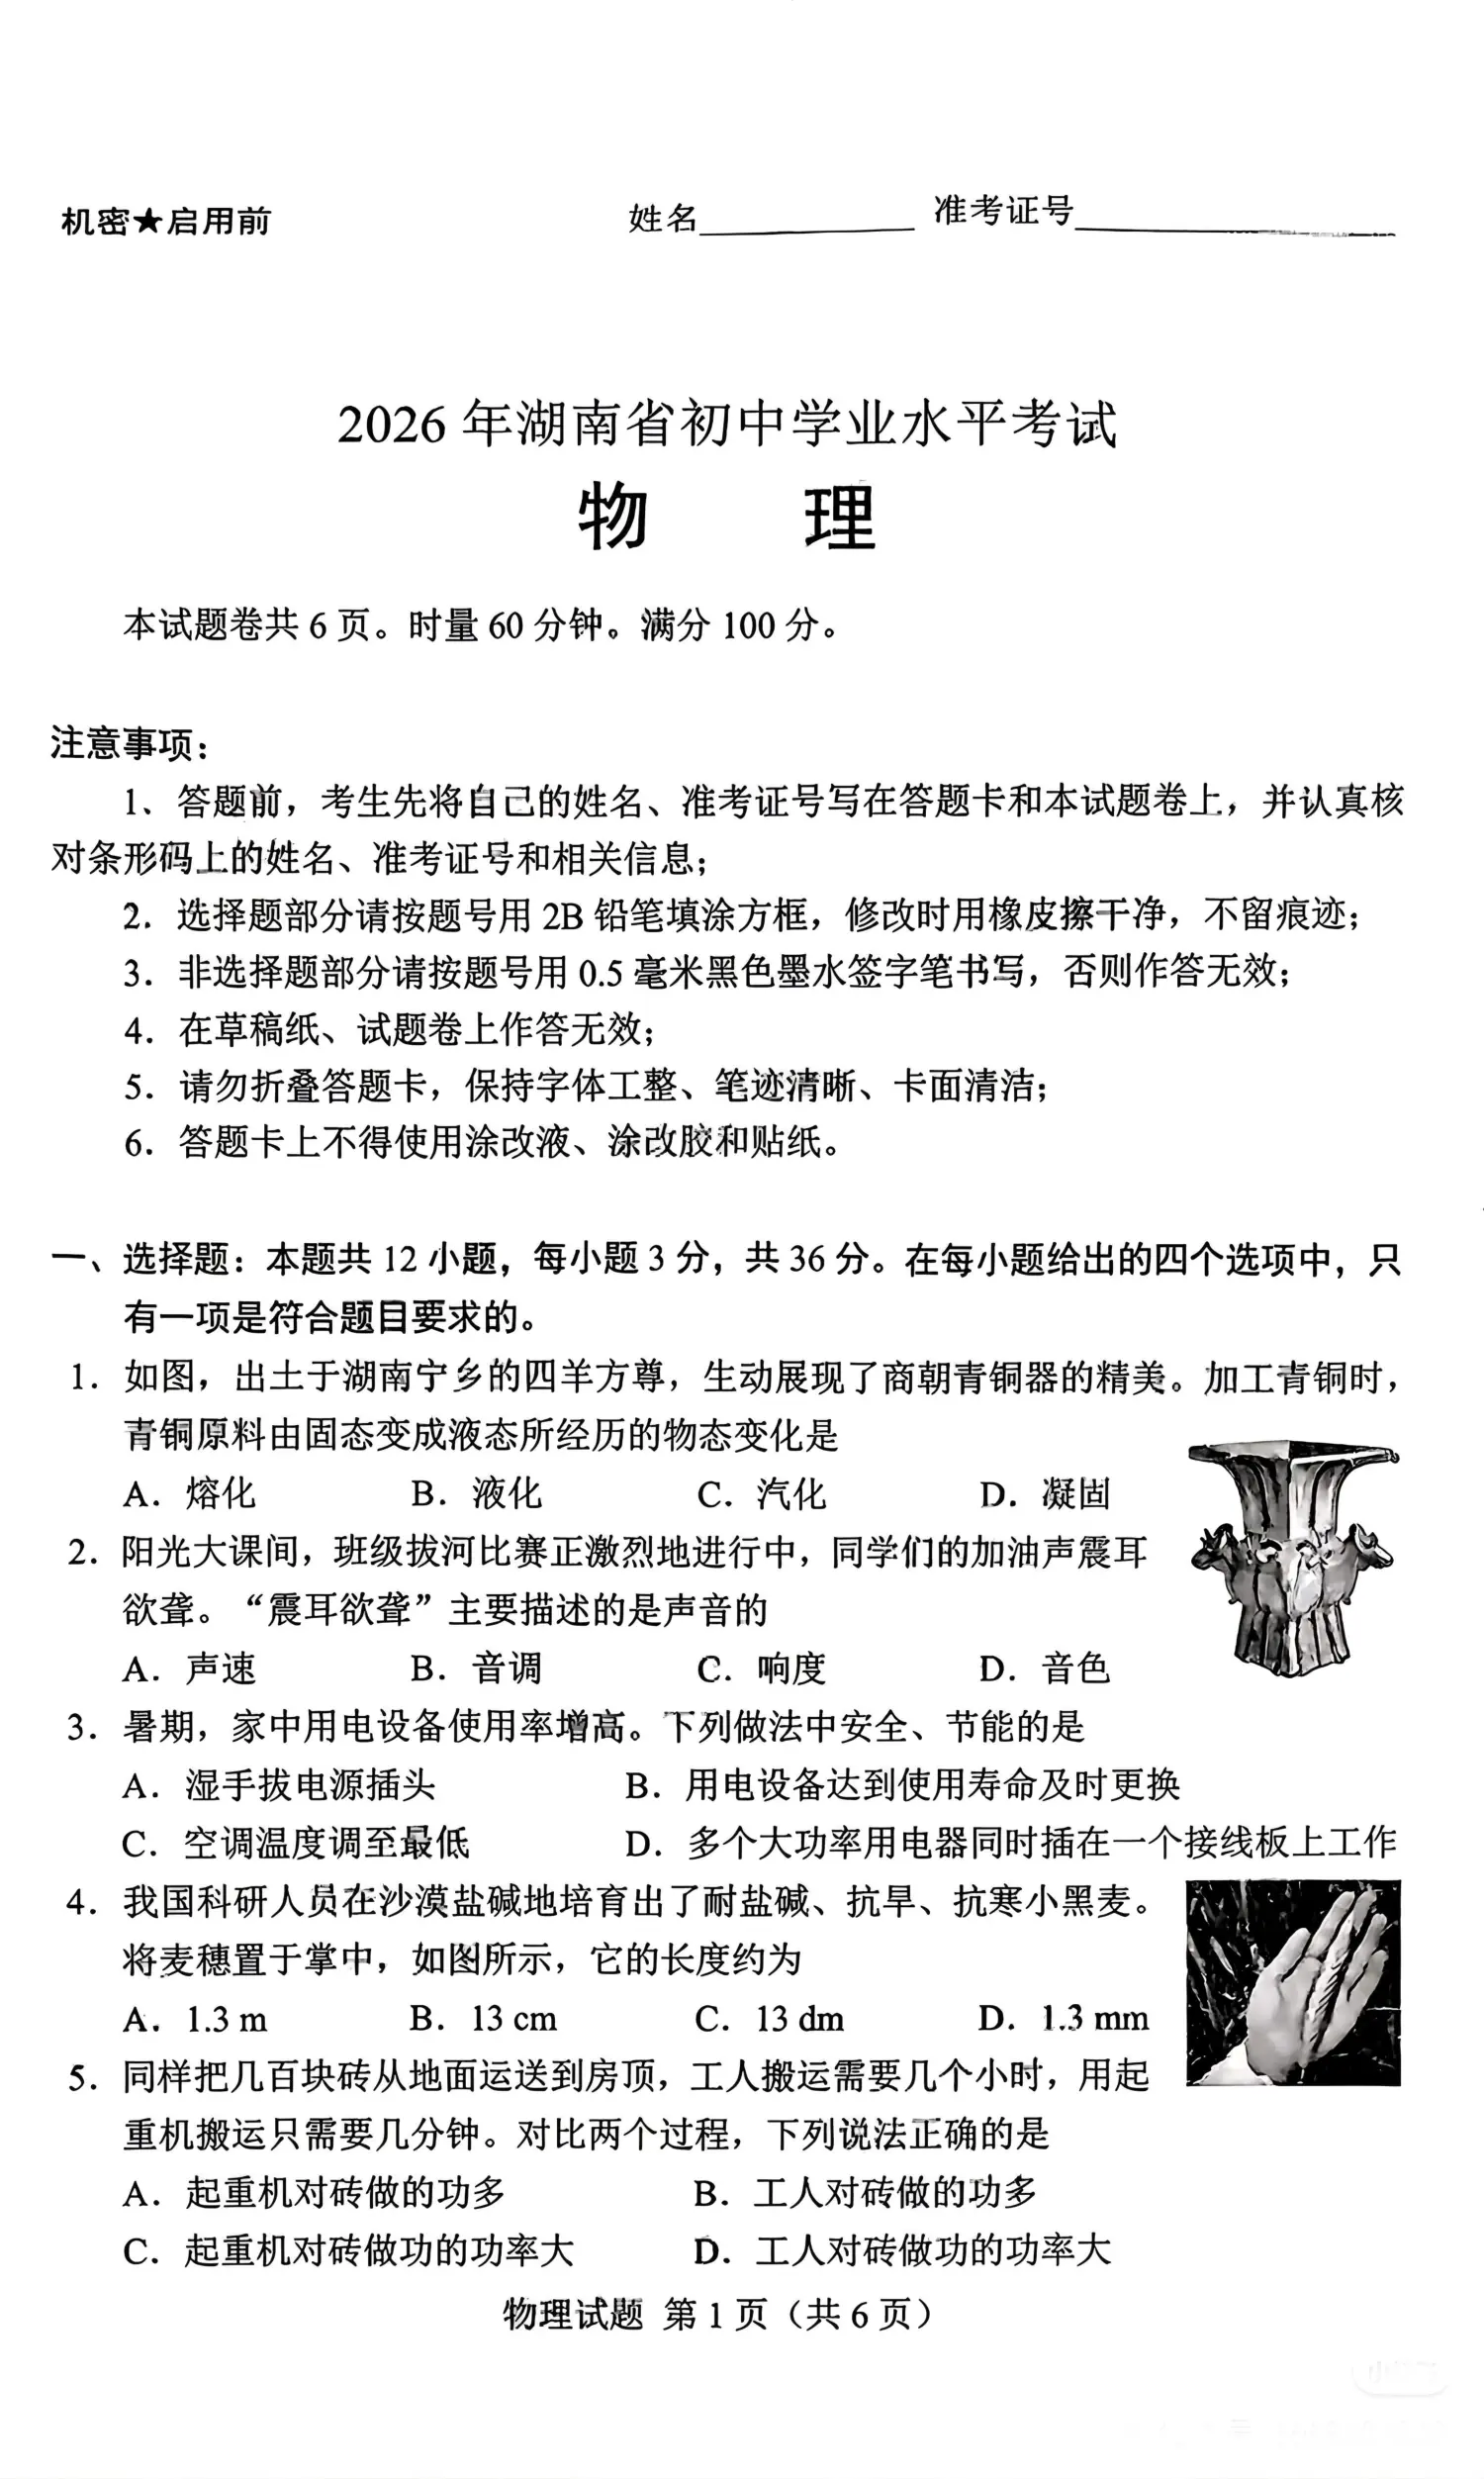 机密★启用前 姓名 准考证号
2026年湖南省初中学业水平考试
物 理
本试题卷共6页。时量60分钟。满分100分。
注意事项：
1、答题前，考生先将自己的姓名、准考证号写在答题卡和本试题卷上，并认真核
对条形码上的姓名、准考证号和相关信息；
2．选择题部分请按题号用2B铅笔填涂方框，修改时用橡皮擦干净，不留痕迹；
3．非选择题部分请按题号用0.5毫米黑色墨水签字笔书写，否则作答无效；
4．在草稿纸、试题卷上作答无效；
5．请勿折叠答题卡，保持字体工整、笔迹清晰、卡面清洁；
6．答题卡上不得使用涂改液、涂改胶和贴纸。
一、选择题：本题共12小题，每小题3分，共36分。在每小题给出的四个选项中，只
有一项是符合题目要求的。
1．如图，出土于湖南宁乡的四羊方尊，生动展现了商朝青铜器的精美。加工青铜时，
青铜原料由固态变成液态所经历的物态变化是
A．熔化 B．液化 C．汽化 D．凝固
2．阳光大课间，班级拔河比赛正激烈地进行中，同学们的加油声震耳
欲聋。“震耳欲聋”主要描述的是声音的
A．声速 B．音调 C．响度 D．音色
3．暑期，家中用电设备使用率增高。下列做法中安全、节能的是
A．湿手拔电源插头 B．用电设备达到使用寿命及时更换
C．空调温度调至最低 D．多个大功率用电器同时插在一个接线板上工作
4．我国科研人员在沙漠盐碱地培育出了耐盐碱、抗旱、抗寒小黑麦。
将麦穗置于掌中，如图所示，它的长度约为
A．1.3 m B．13 cm C．13 dm D．1.3 mm
5．同样把几百块砖从地面运送到房顶，工人搬运需要几个小时，用起
重机搬运只需要几分钟。对比两个过程，下列说法正确的是
A．起重机对砖做的功多 B．工人对砖做的功多
C．起重机对砖做功的功率大 D．工人对砖做功的功率大
物理试题 第1页（共6页）